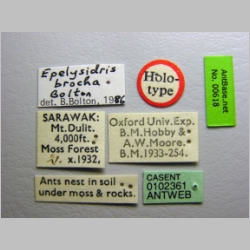 Epelysidris
brocha
Bolton
det. B.Bolton, 1986
Holo-
type
AntBase.net
No. 00618
SARAWAK:
Mt.Dulit.
4,000ft.
Moss Forest
x.1932.
Oxford Univ. Exp.
B.M.Hobby &
A.W.Moore.
B.M.1933-254.
Ants nest in soil
under moss & rocks.
CASENT
0102361
ANTWEB